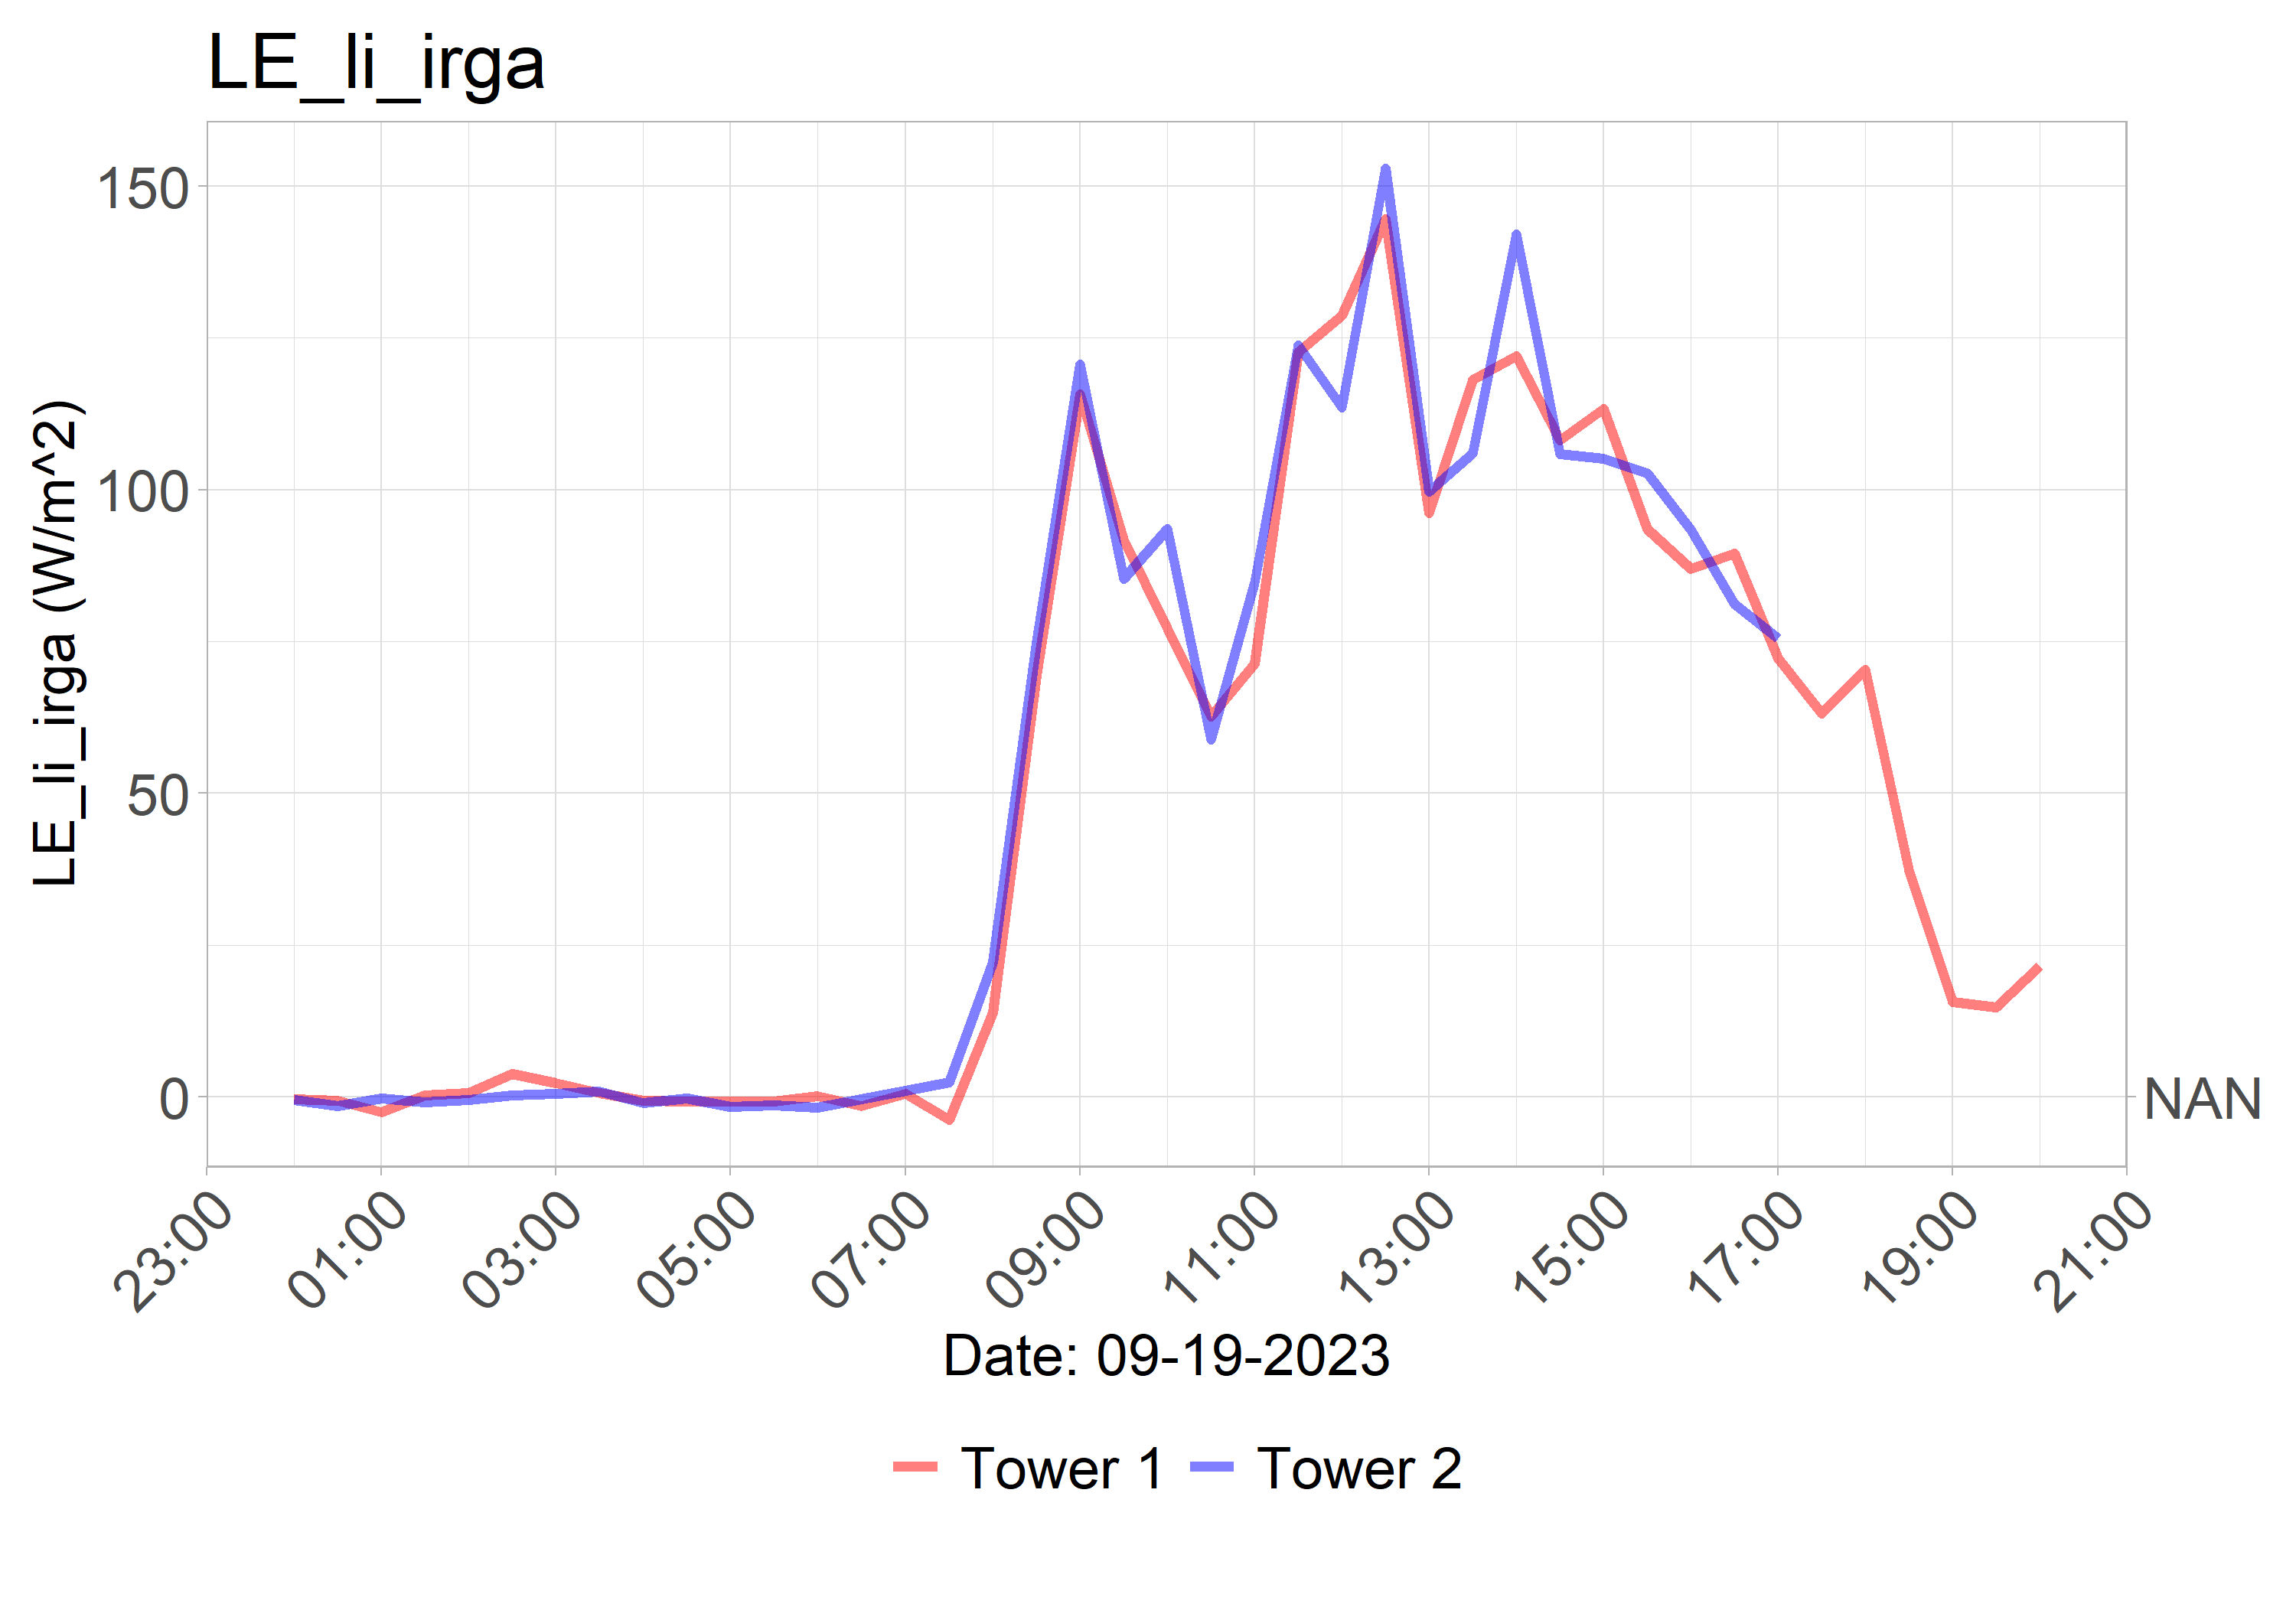 LE_li_irga
LE_li_irga (W/m^2)
150
100
50
0
NAN
23:00
01:00
03:00
05:00
07:00
09:00
11:00
13:00
15:00
17:00
19:00
21:00
Date: 09-19-2023
Tower 1
Tower 2